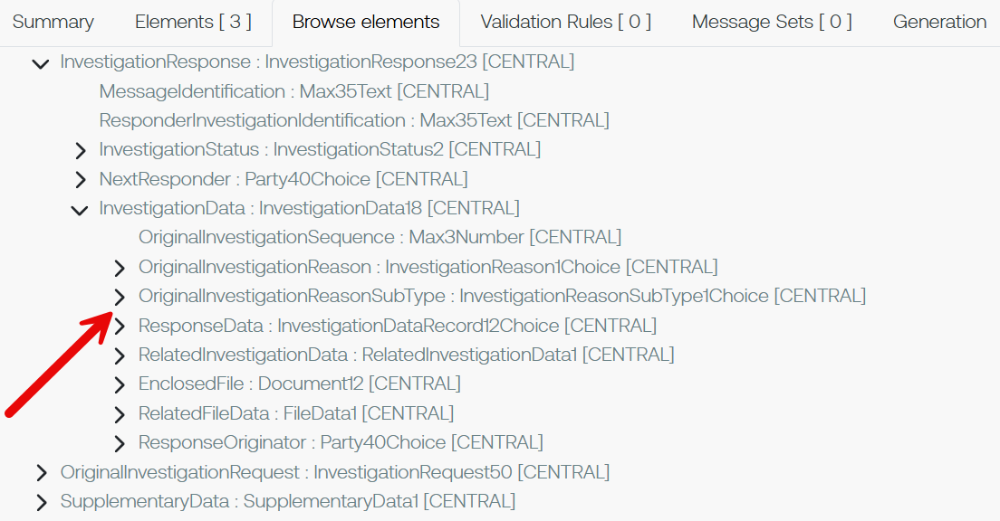 Summary Elements [ 3 ] Browse elements Validation Rules [ 0 ] Message Sets [ 0 ] Generation
InvestigationResponse : InvestigationResponse23 [CENTRAL]
MessageIdentification : Max35Text [CENTRAL]
ResponderInvestigationIdentification : Max35Text [CENTRAL]
InvestigationStatus : InvestigationStatus2 [CENTRAL]
NextResponder : Party40Choice [CENTRAL]
InvestigationData : InvestigationData18 [CENTRAL]
OriginalInvestigationSequence : Max3Number [CENTRAL]
OriginalInvestigationReason : InvestigationReason1Choice [CENTRAL]
OriginalInvestigationReasonSubType : InvestigationReasonSubType1Choice [CENTRAL]
ResponseData : InvestigationDataRecord12Choice [CENTRAL]
RelatedInvestigationData : RelatedInvestigationData1 [CENTRAL]
EnclosedFile : Document12 [CENTRAL]
RelatedFileData : FileData1 [CENTRAL]
ResponseOriginator : Party40Choice [CENTRAL]
OriginalInvestigationRequest : InvestigationRequest50 [CENTRAL]
SupplementaryData : SupplementaryData1 [CENTRAL]